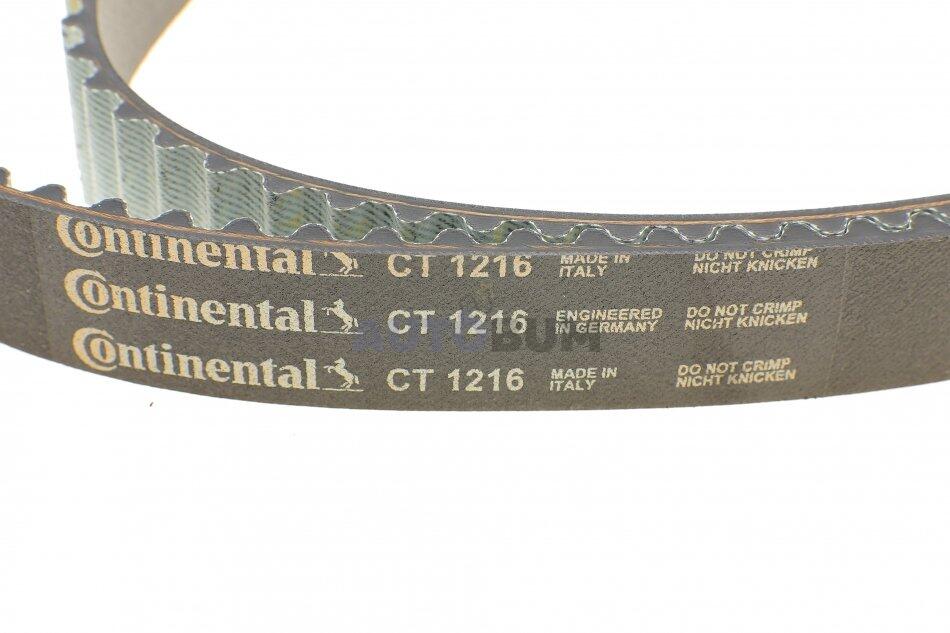 Continental CT 1216 MADE IN ITALY DO NOT CRIMP NICHT KNICKEN
Continental CT 1216 ENGINEERED IN GERMANY DO NOT CRIMP NICHT KNICKEN
AUTOBUM
Continental CT 1216 MADE IN ITALY DO NOT CRIMP NICHT KNICKEN